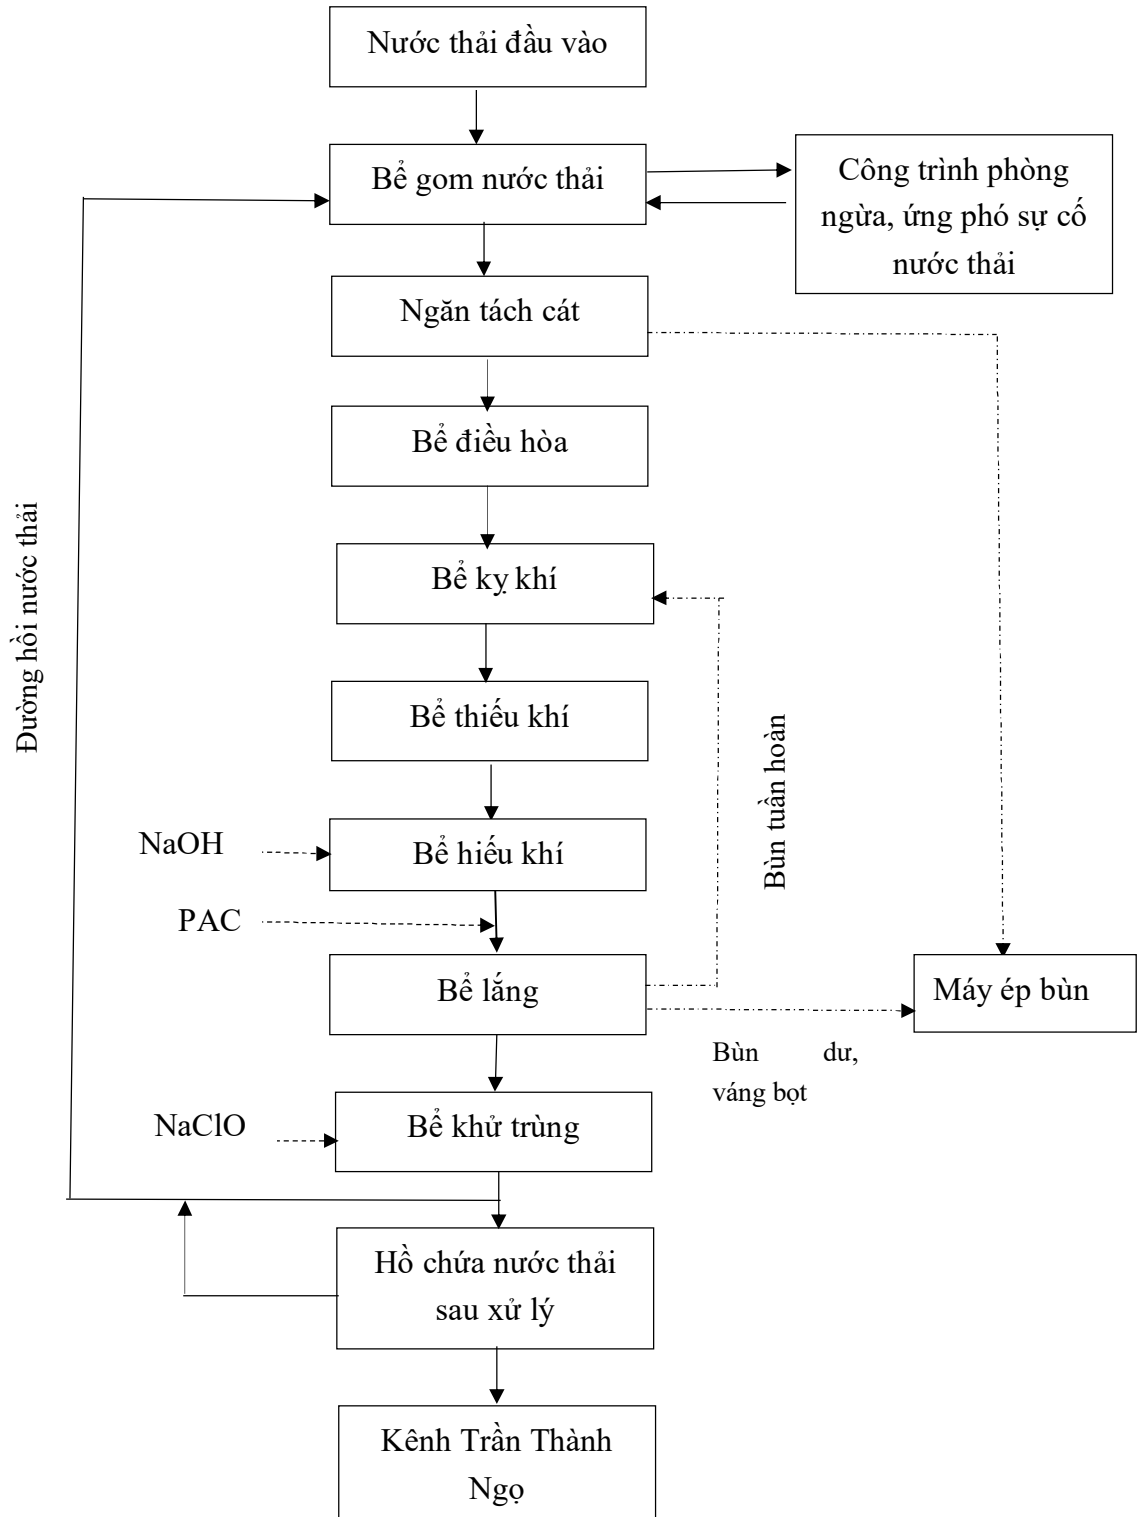 Nước thải đầu vào
Bể gom nước thải
Công trình phòng
ngừa, ứng phó sự cố
nước thải
Ngăn tách cát
Bể điều hòa
Đường hồi nước thải
Bể kỵ khí
Bể thiếu khí
Bùn tuần hoàn
NaOH
Bể hiếu khí
PAC
Bể lắng
Máy ép bùn
Bùn dư,
váng bọt
NaClO
Bể khử trùng
Hồ chứa nước thải
sau xử lý
Kênh Trần Thành
Ngọ